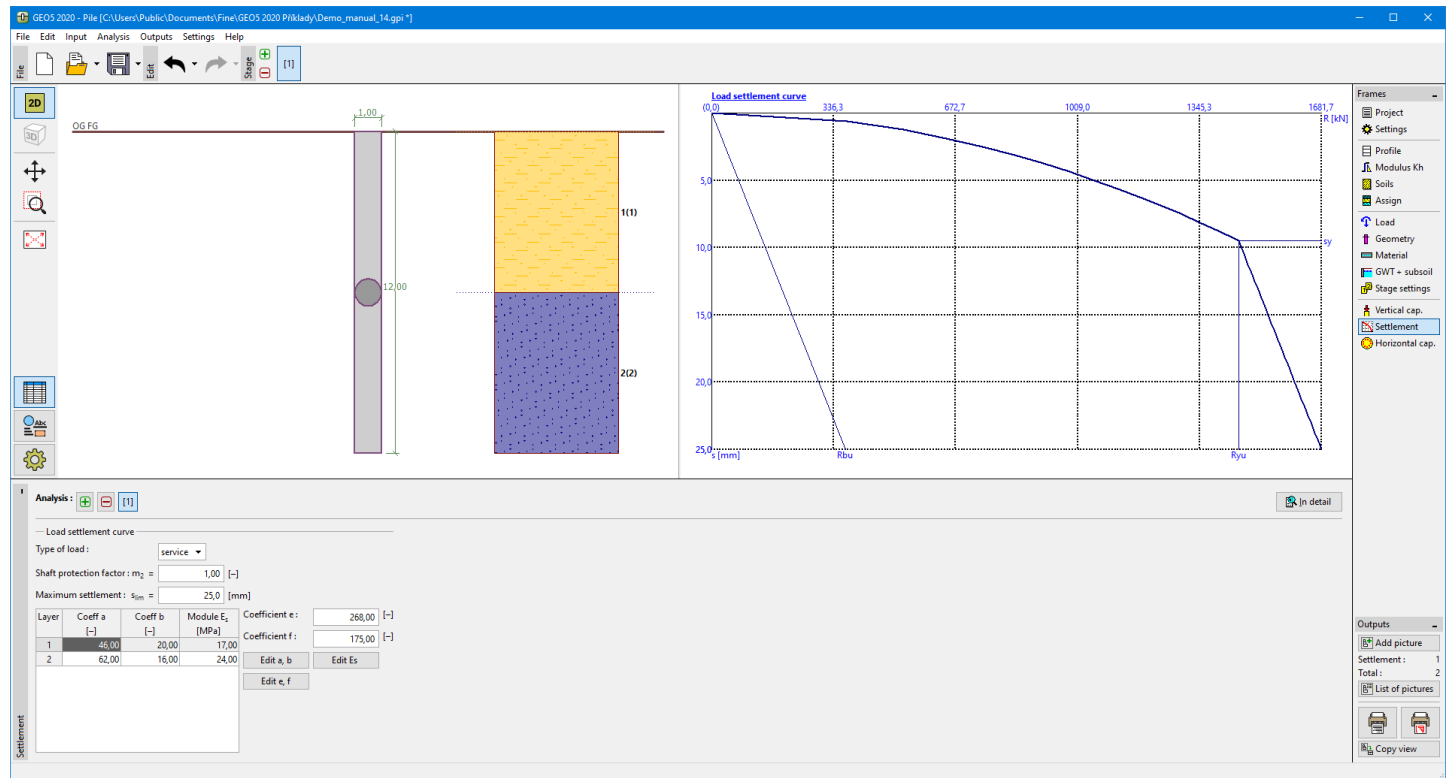 GEO5 2020 - Pile [C:\Users\Public\Documents\Fine\GEO5 2020 Příklady\Demo_manual_14.gpi *]
File Edit Input Analysis Outputs Settings Help
File
Edit
Stage
[1]
2D
3D
Abc
OG FG
1,00
12,00
1(1)
2(2)
Load settlement curve
(0,0) 336,3 672,7 1009,0 1345,3 1681,7
R [kN]
5,0
10,0
sy
15,0
20,0
25,0
s [mm] Rbu Ryu
Frames
Project
Settings
Profile
Modulus Kh
Soils
Assign
Load
Geometry
Material
GWT + subsoil
Stage settings
Vertical cap.
Settlement
Horizontal cap.
Analysis : [1]
In detail
Load settlement curve
Type of load : service
Shaft protection factor : m2 = 1,00 [–]
Maximum settlement : slim = 25,0 [mm]
Layer Coeff a Coeff b Module Es
[–] [–] [MPa]
1 46,00 20,00 17,00
2 62,00 16,00 24,00
Coefficient e : 268,00 [–]
Coefficient f : 175,00 [–]
Edit a, b Edit Es
Edit e, f
Settlement
Outputs
Add picture
Settlement : 1
Total : 2
List of pictures
Copy view